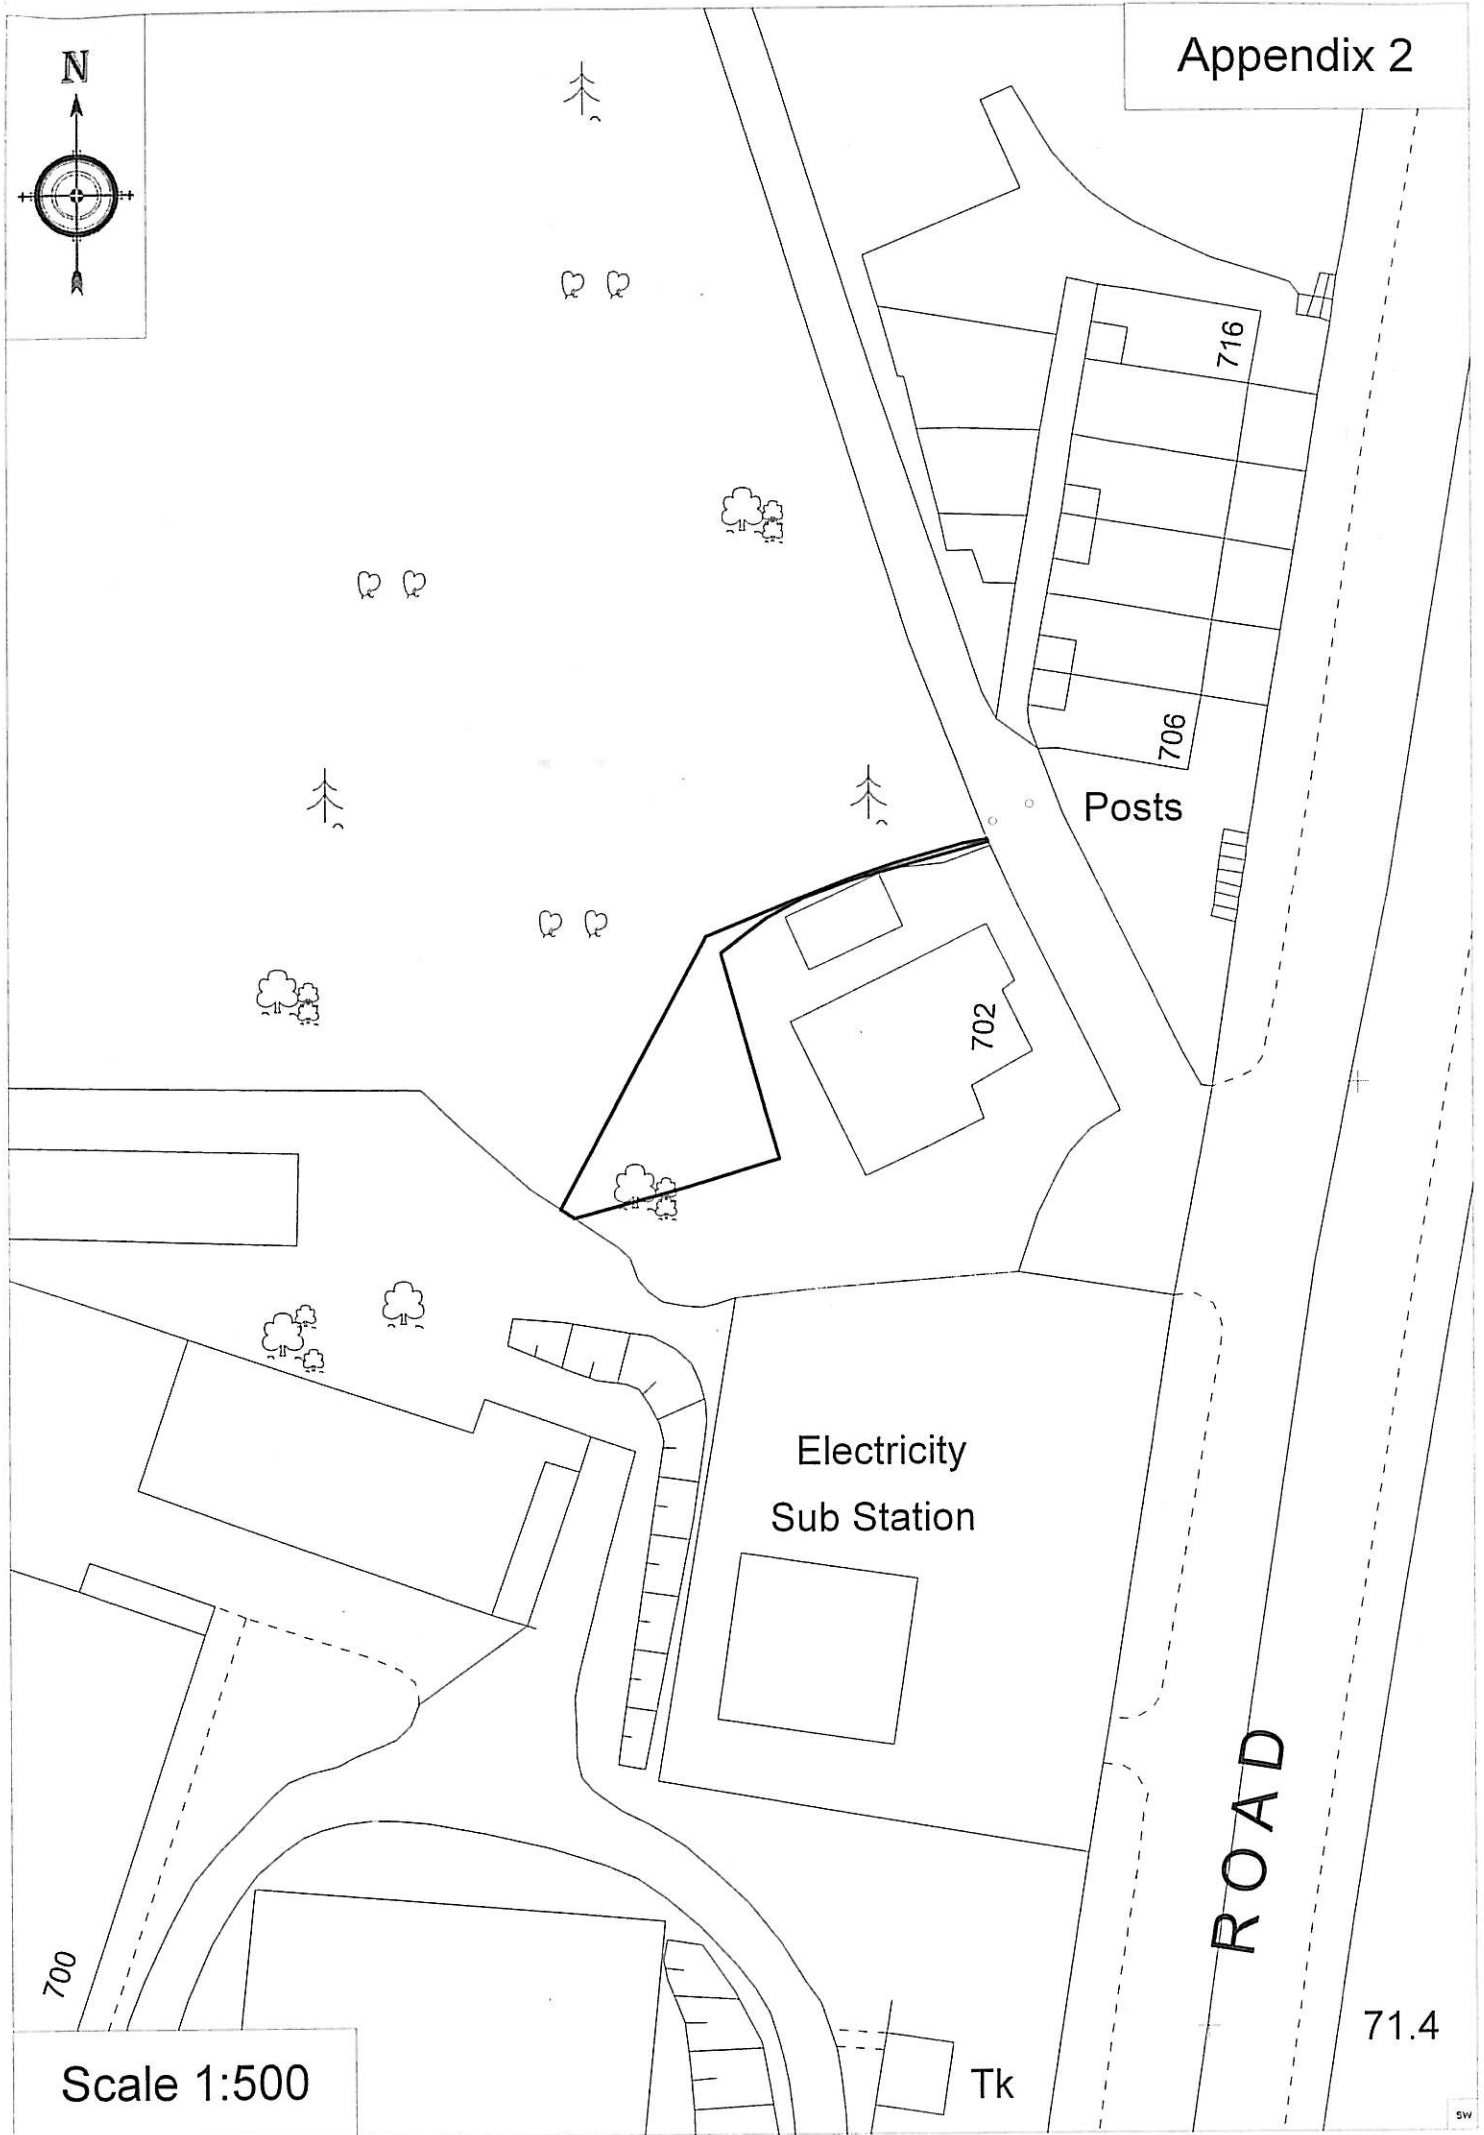 Appendix 2
N
716
706
Posts
702
Electricity
Sub Station
ROAD
700
71.4
Scale 1:500
Tk
SW